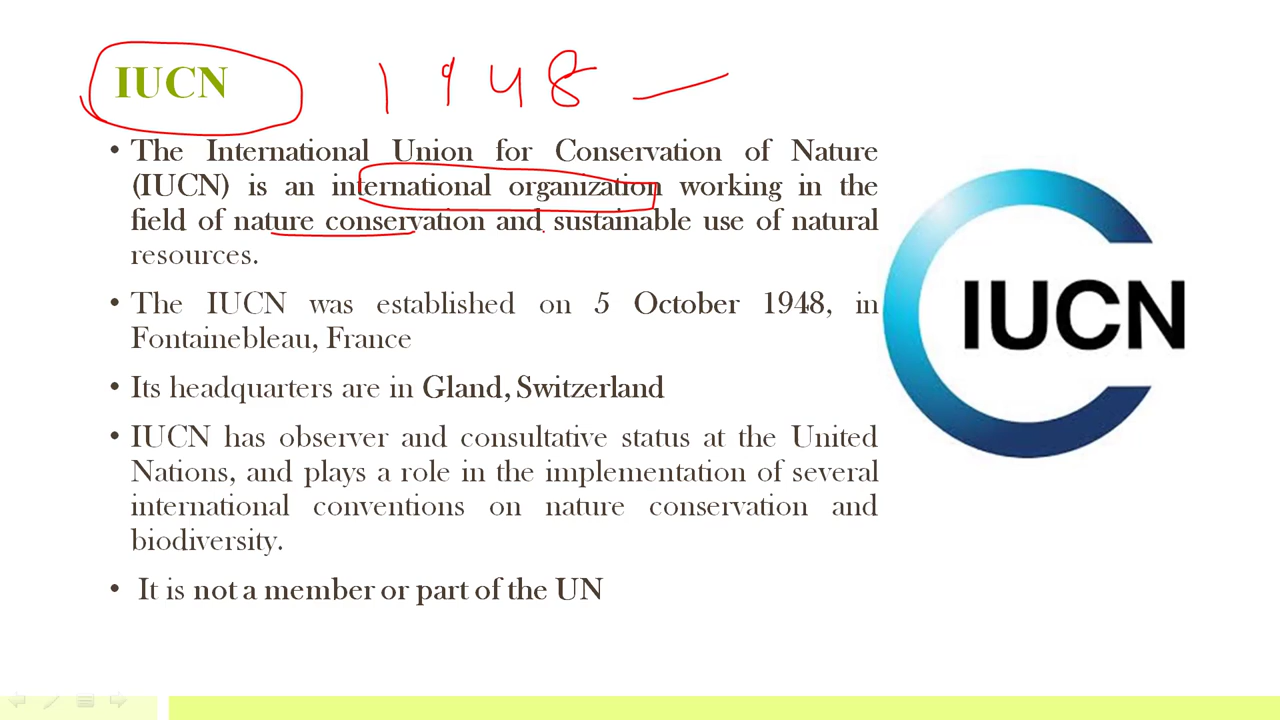 IUCN 1948
• The International Union for Conservation of Nature
(IUCN) is an international organization working in the
field of nature conservation and sustainable use of natural
resources.
• The IUCN was established on 5 October 1948, in
Fontainebleau, France
• Its headquarters are in Gland, Switzerland
• IUCN has observer and consultative status at the United
Nations, and plays a role in the implementation of several
international conventions on nature conservation and
biodiversity.
• It is not a member or part of the UN
IUCN